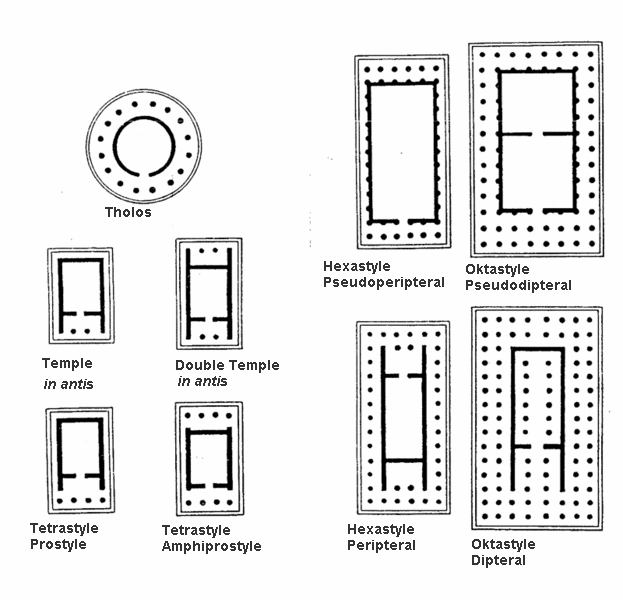 Tholos
Hexastyle
Pseudoperipteral
Oktastyle
Pseudodipteral
Temple
in antis
Double Temple
in antis
Tetrastyle
Prostyle
Tetrastyle
Amphiprostyle
Hexastyle
Peripteral
Oktastyle
Dipteral